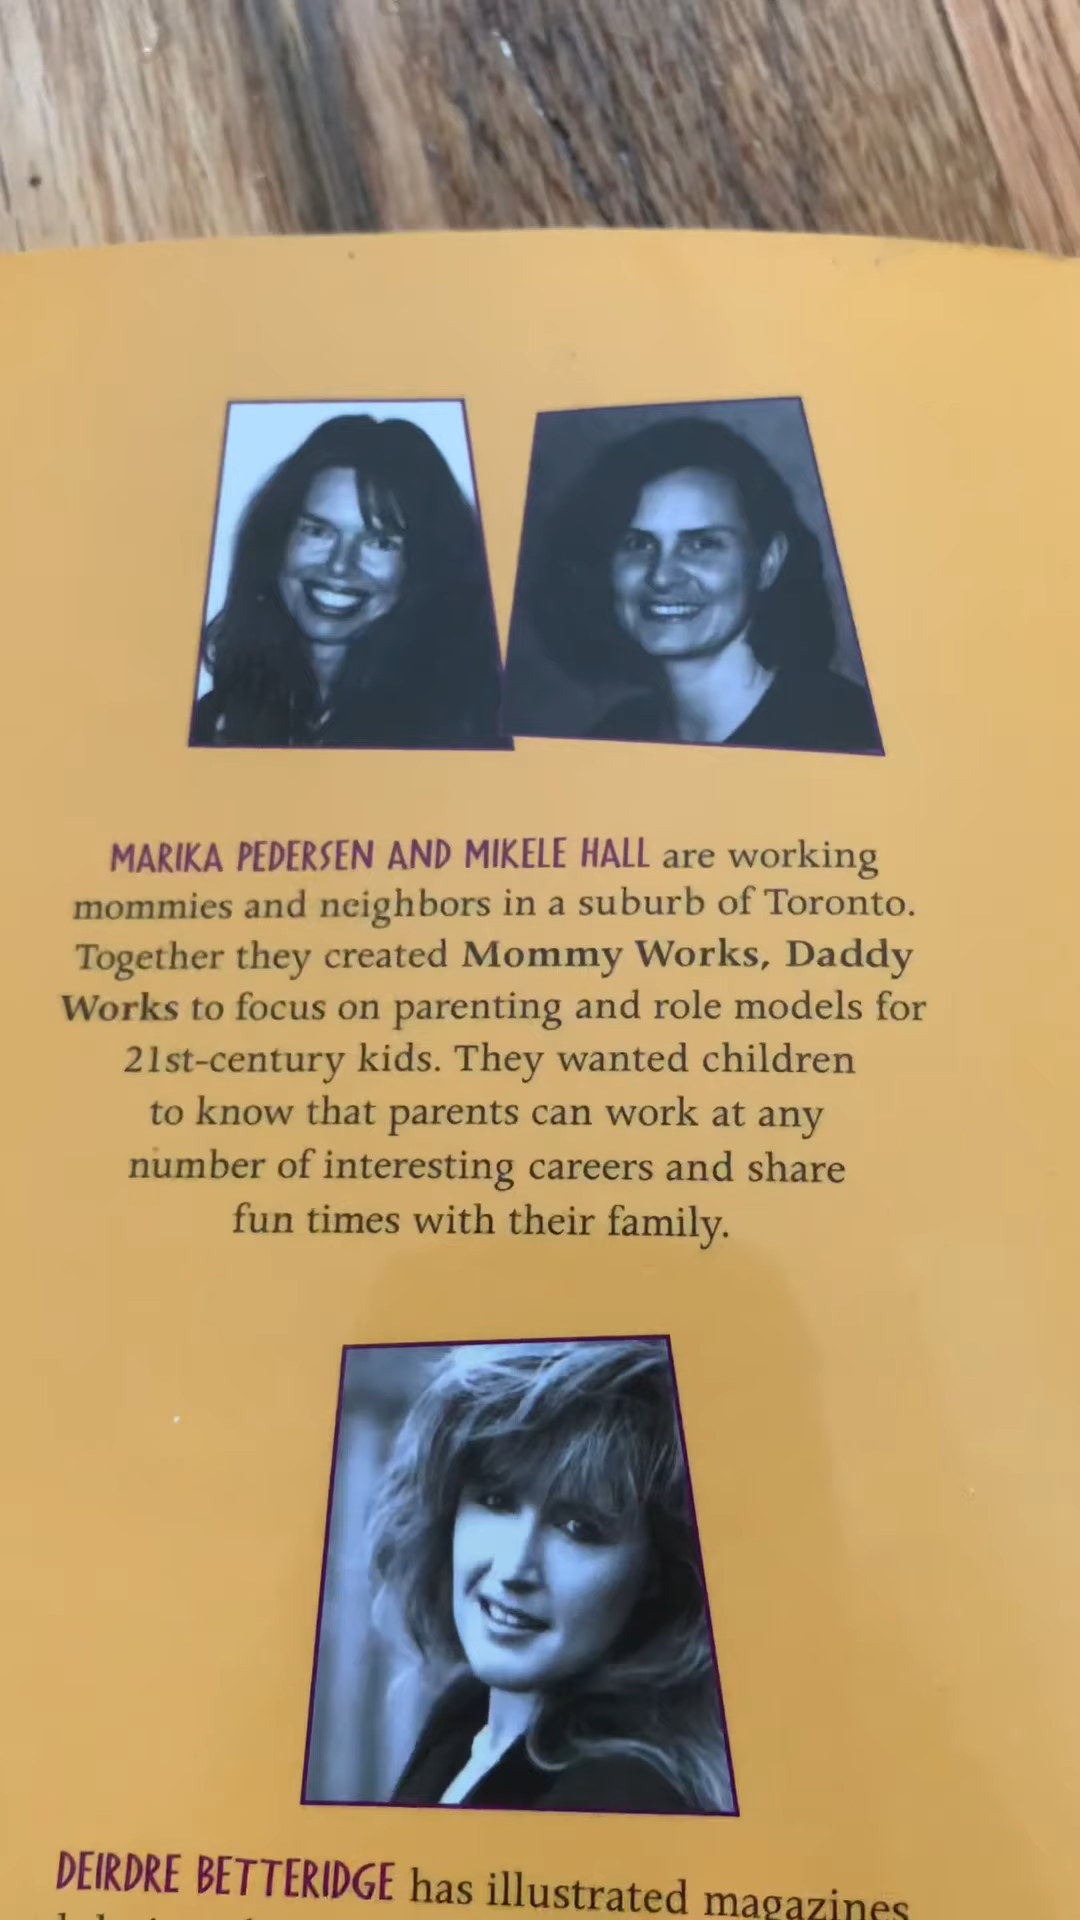 MARIKA PEDERSEN AND MIKELE HALL are working
mommies and neighbors in a suburb of Toronto.
Together they created Mommy Works, Daddy
Works to focus on parenting and role models for
21st-century kids. They wanted children
to know that parents can work at any
number of interesting careers and share
fun times with their family.
DEIRDRE BETTERIDGE has illustrated magazines